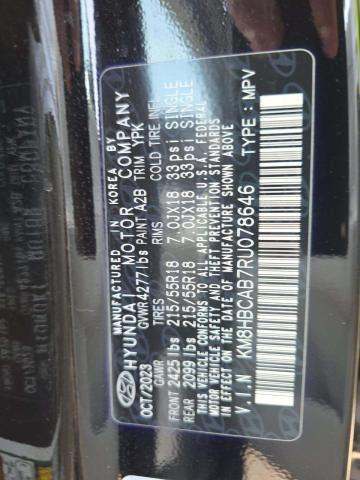 MANUFACTURED IN KOREA BY
HYUNDAI MOTOR COMPANY
OCT/2023 GVWR 4277 lbs PAINT A2B TRIM YPK
GAWR TIRES RIMS COLD TIRE INFL
FRONT 2425 lbs 215/55R18 7.0JX18 33psi SINGLE
REAR 2099 lbs 215/55R18 7.0JX18 33psi SINGLE
THIS VEHICLE CONFORMS TO ALL APPLICABLE U.S.A. FEDERAL
MOTOR VEHICLE SAFETY AND THEFT PREVENTION STANDARDS
IN EFFECT ON THE DATE OF MANUFACTURE SHOWN ABOVE
V.I.N KM8HBCAB7RU078646 TYPE: MPV